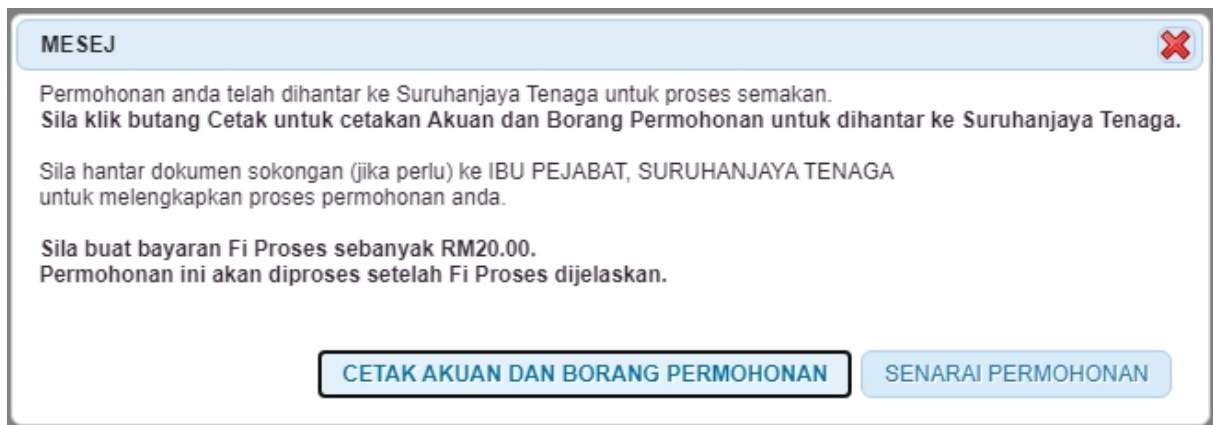 MESEJ
Permohonan anda telah dihantar ke Suruhanjaya Tenaga untuk proses semakan.
Sila klik butang Cetak untuk cetakan Akuan dan Borang Permohonan untuk dihantar ke Suruhanjaya Tenaga.
Sila hantar dokumen sokongan (jika perlu) ke IBU PEJABAT, SURUHANJAYA TENAGA
untuk melengkapkan proses permohonan anda.
Sila buat bayaran Fi Proses sebanyak RM20.00.
Permohonan ini akan diproses setelah Fi Proses dijelaskan.
CETAK AKUAN DAN BORANG PERMOHONAN
SENARAI PERMOHONAN